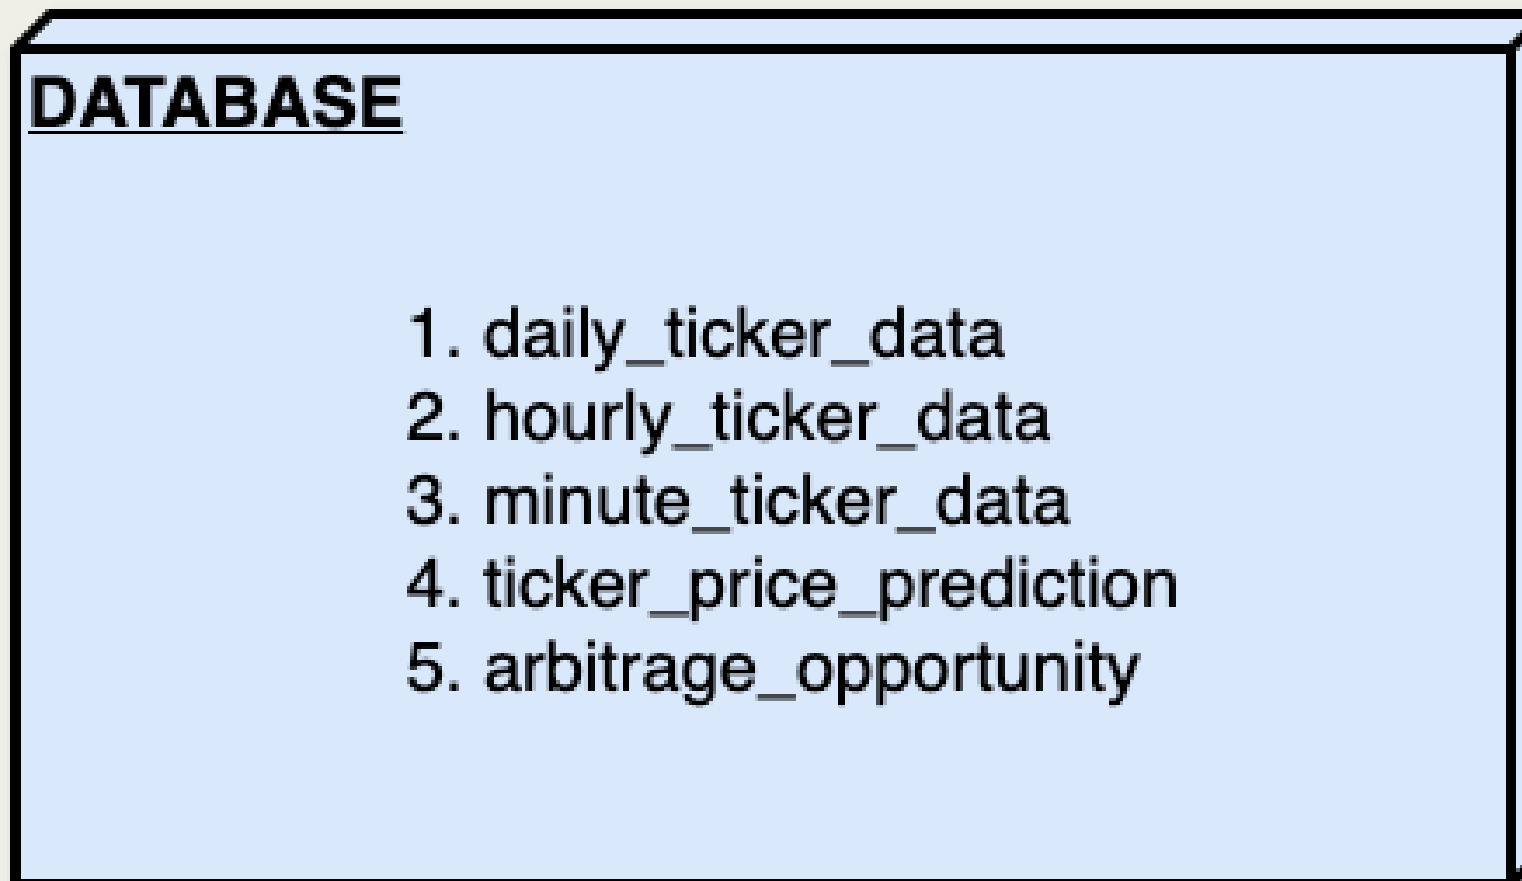 DATABASE
1. daily_ticker_data
2. hourly_ticker_data
3. minute_ticker_data
4. ticker_price_prediction
5. arbitrage_opportunity